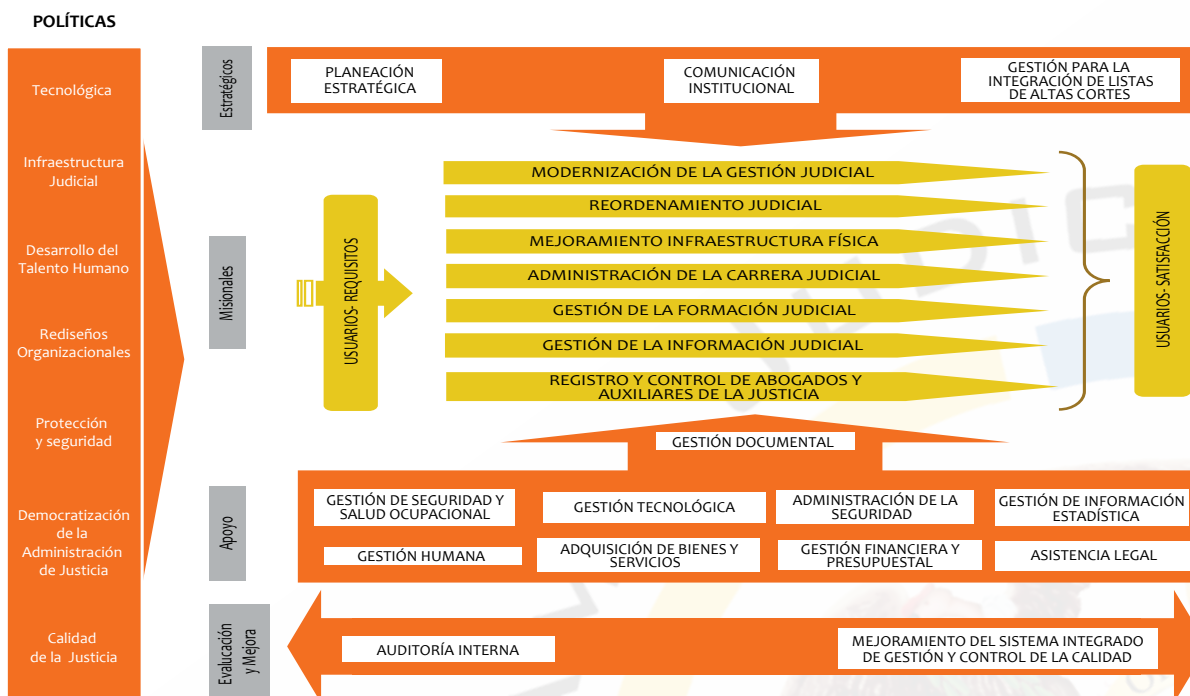 POLÍTICAS
Tecnológica
Infraestructura
Judicial
Desarrollo del
Talento Humano
Rediseños
Organizacionales
Protección
y seguridad
Democratización
de la
Administración
de Justicia
Calidad
de la Justicia
Estratégicos
PLANEACIÓN
ESTRATÉGICA
COMUNICACIÓN
INSTITUCIONAL
GESTIÓN PARA LA
INTEGRACIÓN DE LISTAS
DE ALTAS CORTES
Misionales
USUARIOS- REQUISITOS
MODERNIZACIÓN DE LA GESTIÓN JUDICIAL
REORDENAMIENTO JUDICIAL
MEJORAMIENTO INFRAESTRUCTURA FÍSICA
ADMINISTRACIÓN DE LA CARRERA JUDICIAL
GESTIÓN DE LA FORMACIÓN JUDICIAL
GESTIÓN DE LA INFORMACIÓN JUDICIAL
REGISTRO Y CONTROL DE ABOGADOS Y
AUXILIARES DE LA JUSTICIA
USUARIOS- SATISFACCIÓN
Apoyo
GESTIÓN DOCUMENTAL
GESTIÓN DE SEGURIDAD Y
SALUD OCUPACIONAL
GESTIÓN TECNOLÓGICA
ADMINISTRACIÓN DE LA
SEGURIDAD
GESTIÓN DE INFORMACIÓN
ESTADÍSTICA
GESTIÓN HUMANA
ADQUISICIÓN DE BIENES Y
SERVICIOS
GESTIÓN FINANCIERA Y
PRESUPUESTAL
ASISTENCIA LEGAL
Evalucación
y Mejora
AUDITORÍA INTERNA
MEJORAMIENTO DEL SISTEMA INTEGRADO
DE GESTIÓN Y CONTROL DE LA CALIDAD